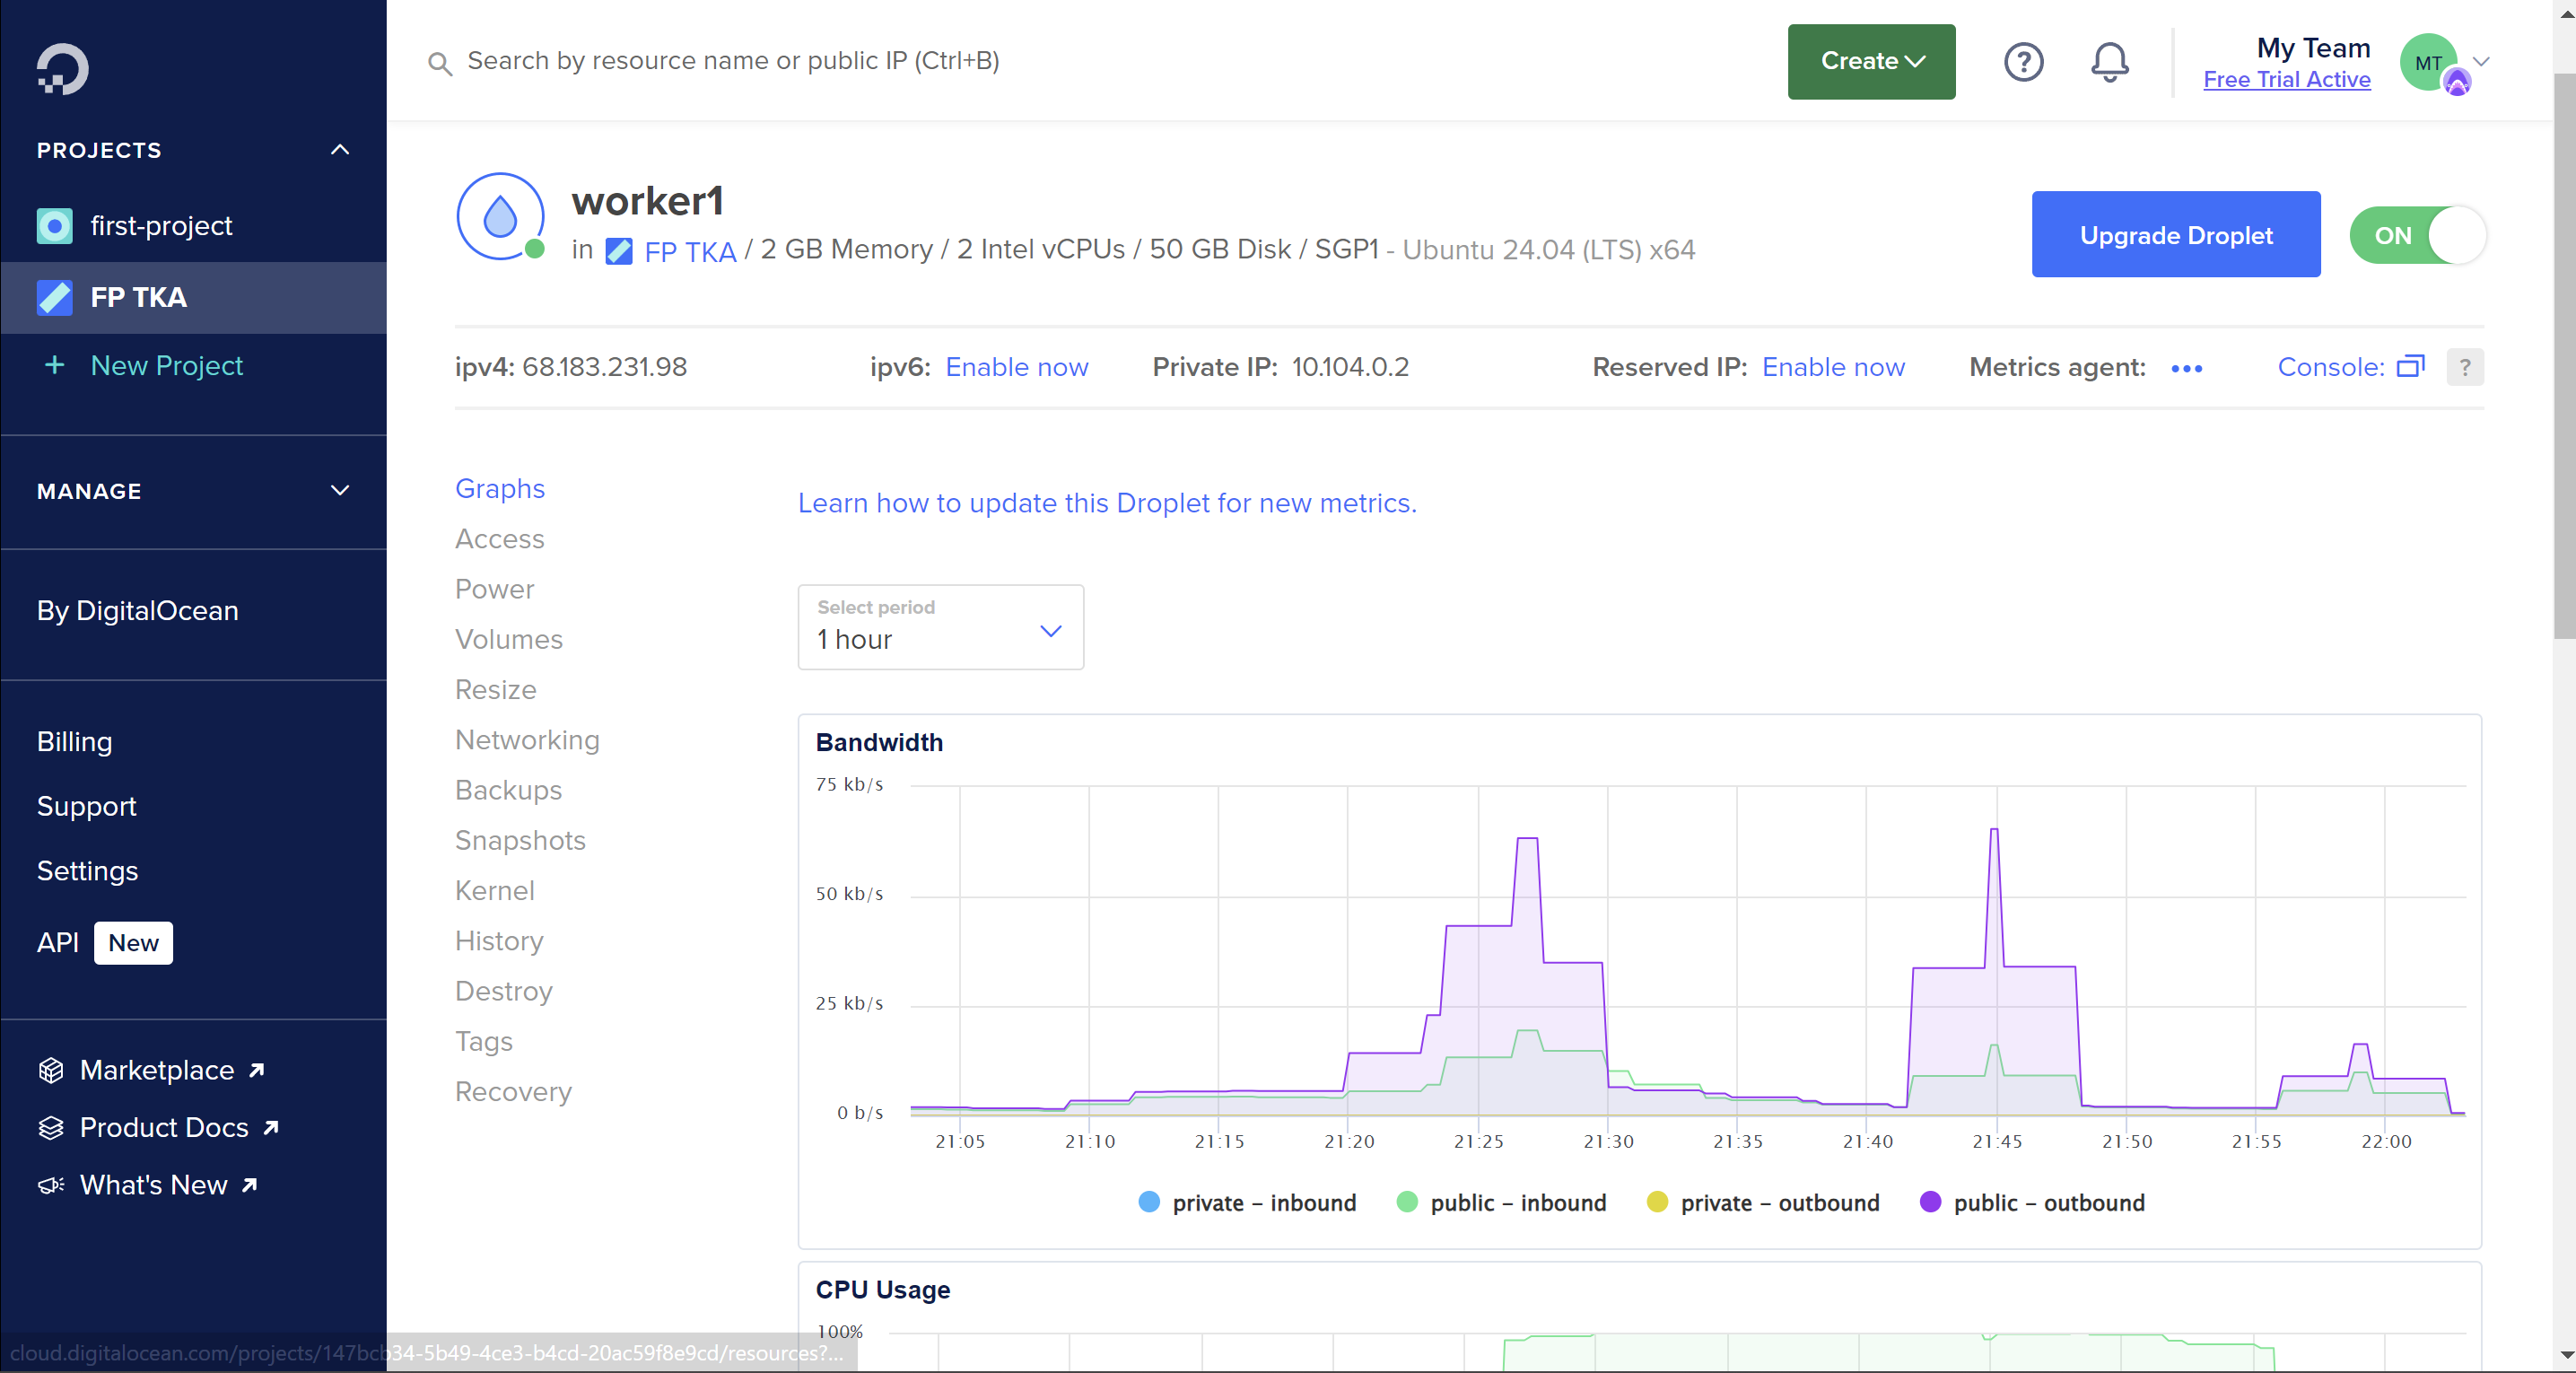 Search by resource name or public IP (Ctrl+B)
Create
My Team
Free Trial Active
MT
PROJECTS
first-project
FP TKA
+ New Project
MANAGE
By DigitalOcean
Billing
Support
Settings
API New
Marketplace
Product Docs
What's New
worker1
in FP TKA / 2 GB Memory / 2 Intel vCPUs / 50 GB Disk / SGP1 - Ubuntu 24.04 (LTS) x64
Upgrade Droplet
ON
ipv4: 68.183.231.98 ipv6: Enable now Private IP: 10.104.0.2 Reserved IP: Enable now Metrics agent: ••• Console: ?
Graphs
Access
Power
Volumes
Resize
Networking
Backups
Snapshots
Kernel
History
Destroy
Tags
Recovery
Learn how to update this Droplet for new metrics.
Select period
1 hour
Bandwidth
75 kb/s
50 kb/s
25 kb/s
0 b/s
21:05 21:10 21:15 21:20 21:25 21:30 21:35 21:40 21:45 21:50 21:55 22:00
private – inbound public – inbound private – outbound public – outbound
CPU Usage
100%
cloud.digitalocean.com/projects/147bcb34-5b49-4ce3-b4cd-20ac59f8e9cd/resources?...